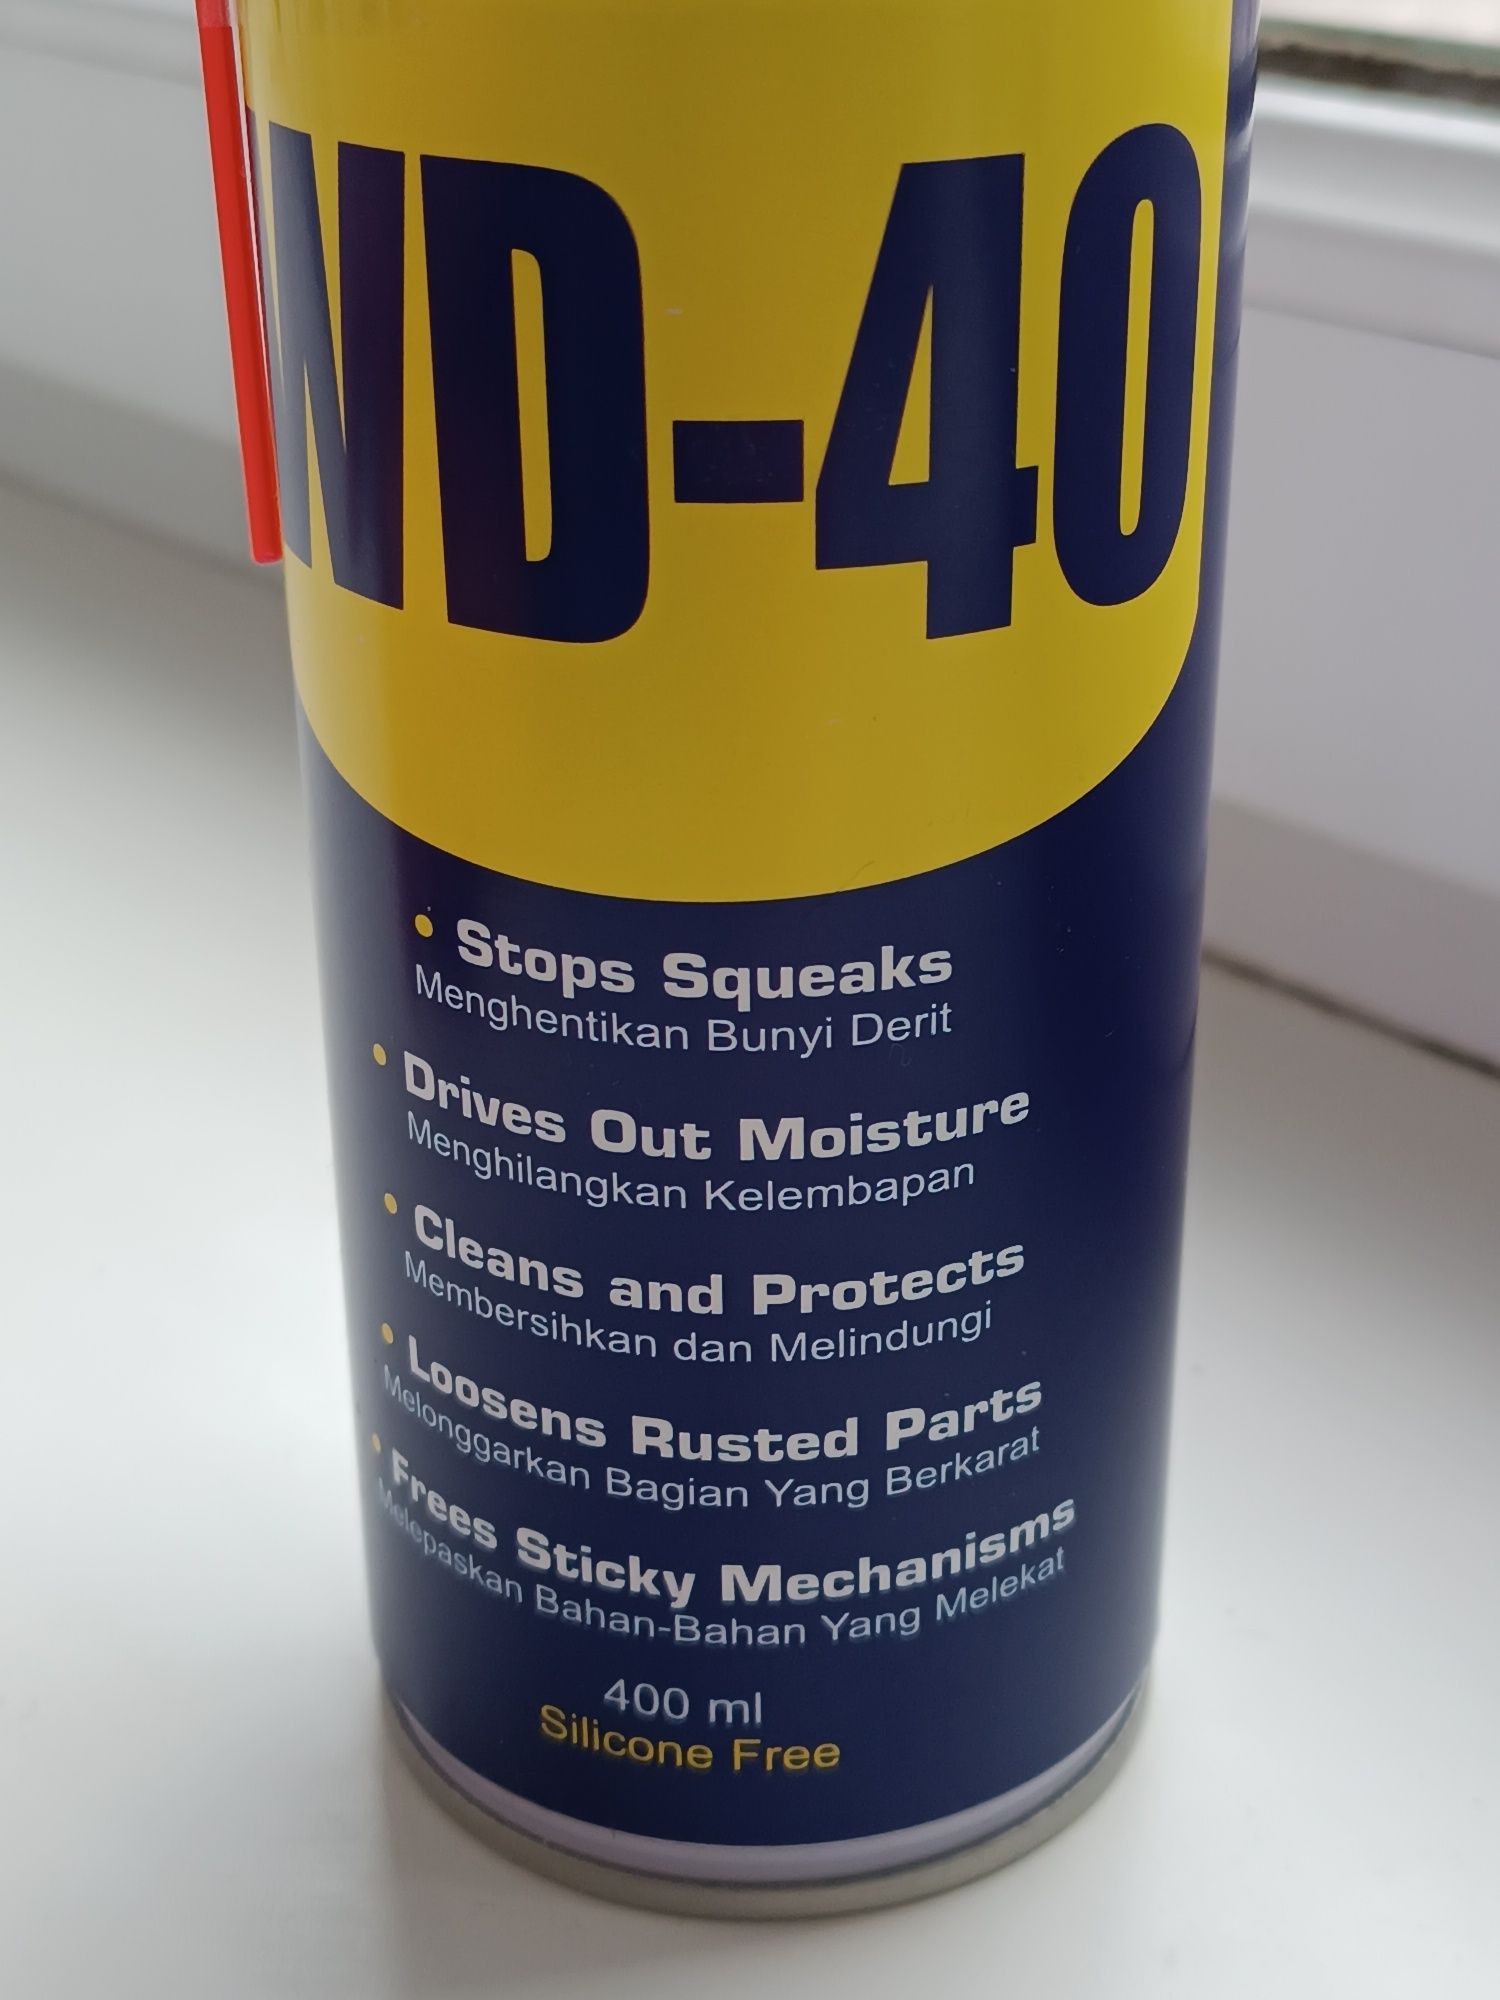 WD-40
• Stops Squeaks
Menghentikan Bunyi Derit
• Drives Out Moisture
Menghilangkan Kelembapan
• Cleans and Protects
Membersihkan dan Melindungi
• Loosens Rusted Parts
Melonggarkan Bagian Yang Berkarat
• Frees Sticky Mechanisms
Melepaskan Bahan-Bahan Yang Melekat
400 ml
Silicone Free